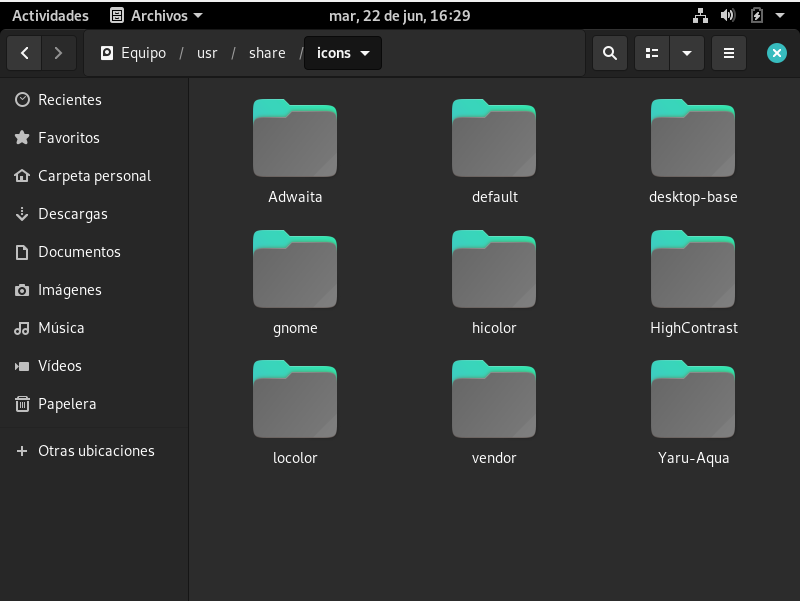 Actividades Archivos mar, 22 de jun, 16:29
Equipo / usr / share / icons
Recientes
Favoritos
Carpeta personal
Descargas
Documentos
Imágenes
Música
Vídeos
Papelera
Otras ubicaciones
Adwaita default desktop-base
gnome hicolor HighContrast
locolor vendor Yaru-Aqua